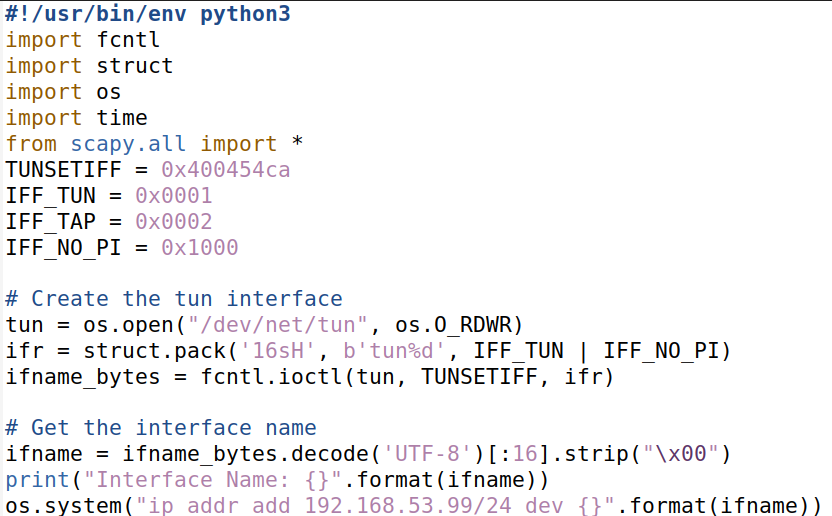 #!/usr/bin/env python3
import fcntl
import struct
import os
import time
from scapy.all import *
TUNSETIFF = 0x400454ca
IFF_TUN = 0x0001
IFF_TAP = 0x0002
IFF_NO_PI = 0x1000
# Create the tun interface
tun = os.open("/dev/net/tun", os.O_RDWR)
ifr = struct.pack('16sH', b'tun%d', IFF_TUN | IFF_NO_PI)
ifname_bytes = fcntl.ioctl(tun, TUNSETIFF, ifr)
# Get the interface name
ifname = ifname_bytes.decode('UTF-8')[:16].strip("\x00")
print("Interface Name: {}".format(ifname))
os.system("ip addr add 192.168.53.99/24 dev {}".format(ifname))